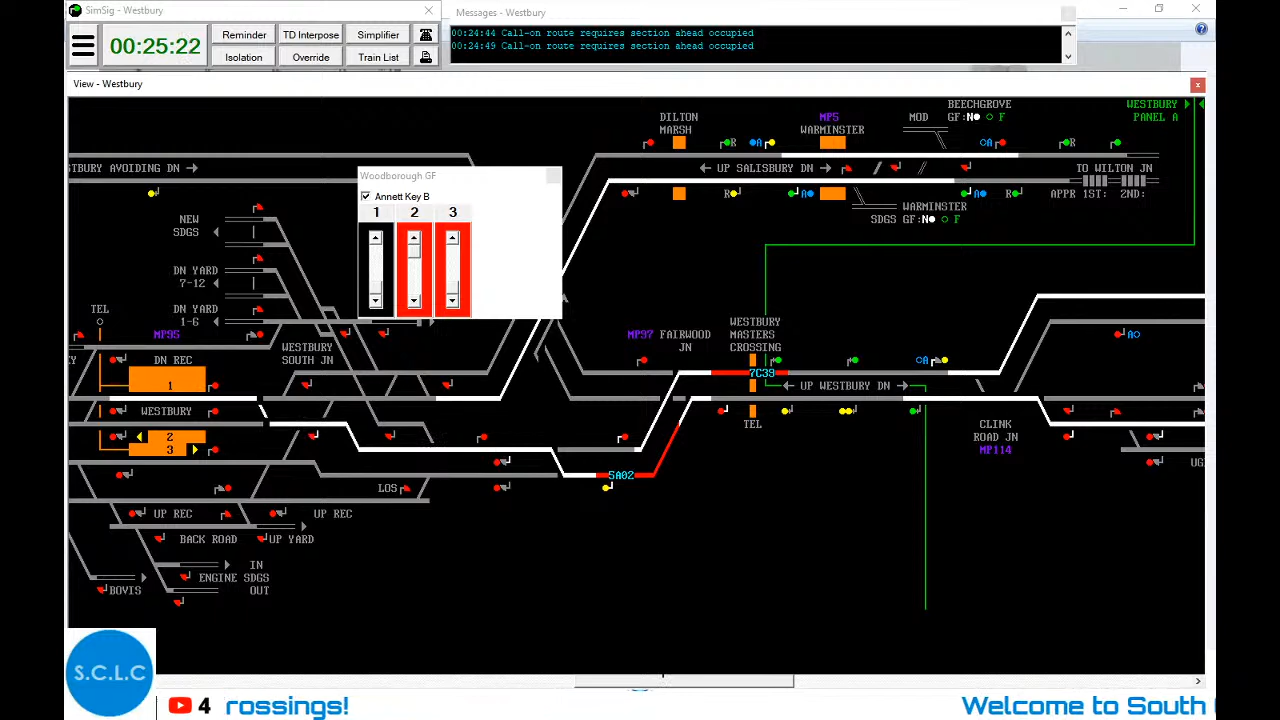 SimSig - Westbury
Messages - Westbury
00:25:22
Reminder
TD Interpose
Simplifier
Isolation
Override
Train List
00:24:44 Call-on route requires section ahead occupied
00:24:49 Call-on route requires section ahead occupied
View - Westbury
BEECHGROVE
GF:N F
WESTBURY
PANEL A
DILTON
MARSH
MP5
WARMINSTER
MOD
R
A
A
R
STBURY AVOIDING DN
UP SALISBURY DN
TO WILTON JN
APPR 1ST: 2ND:
R
A
A
R
WARMINSTER
SDGS GF:N F
Woodborough GF
Annett Key B
1 2 3
NEW
SDGS
DN YARD
7-12
DN YARD
1-6
TEL
MP95
WESTBURY
SOUTH JN
DN REC
1
WESTBURY
2
3
MP97 FAIRWOOD
JN
WESTBURY
MASTERS
CROSSING
A
A
7C39
UP WESTBURY DN
TEL
CLINK
ROAD JN
MP114
5A02
LOS
UP REC
UP REC
BACK ROAD
UP YARD
IN
ENGINE SDGS
OUT
BOVIS
S.C.L.C
4 rossings!
Welcome to South